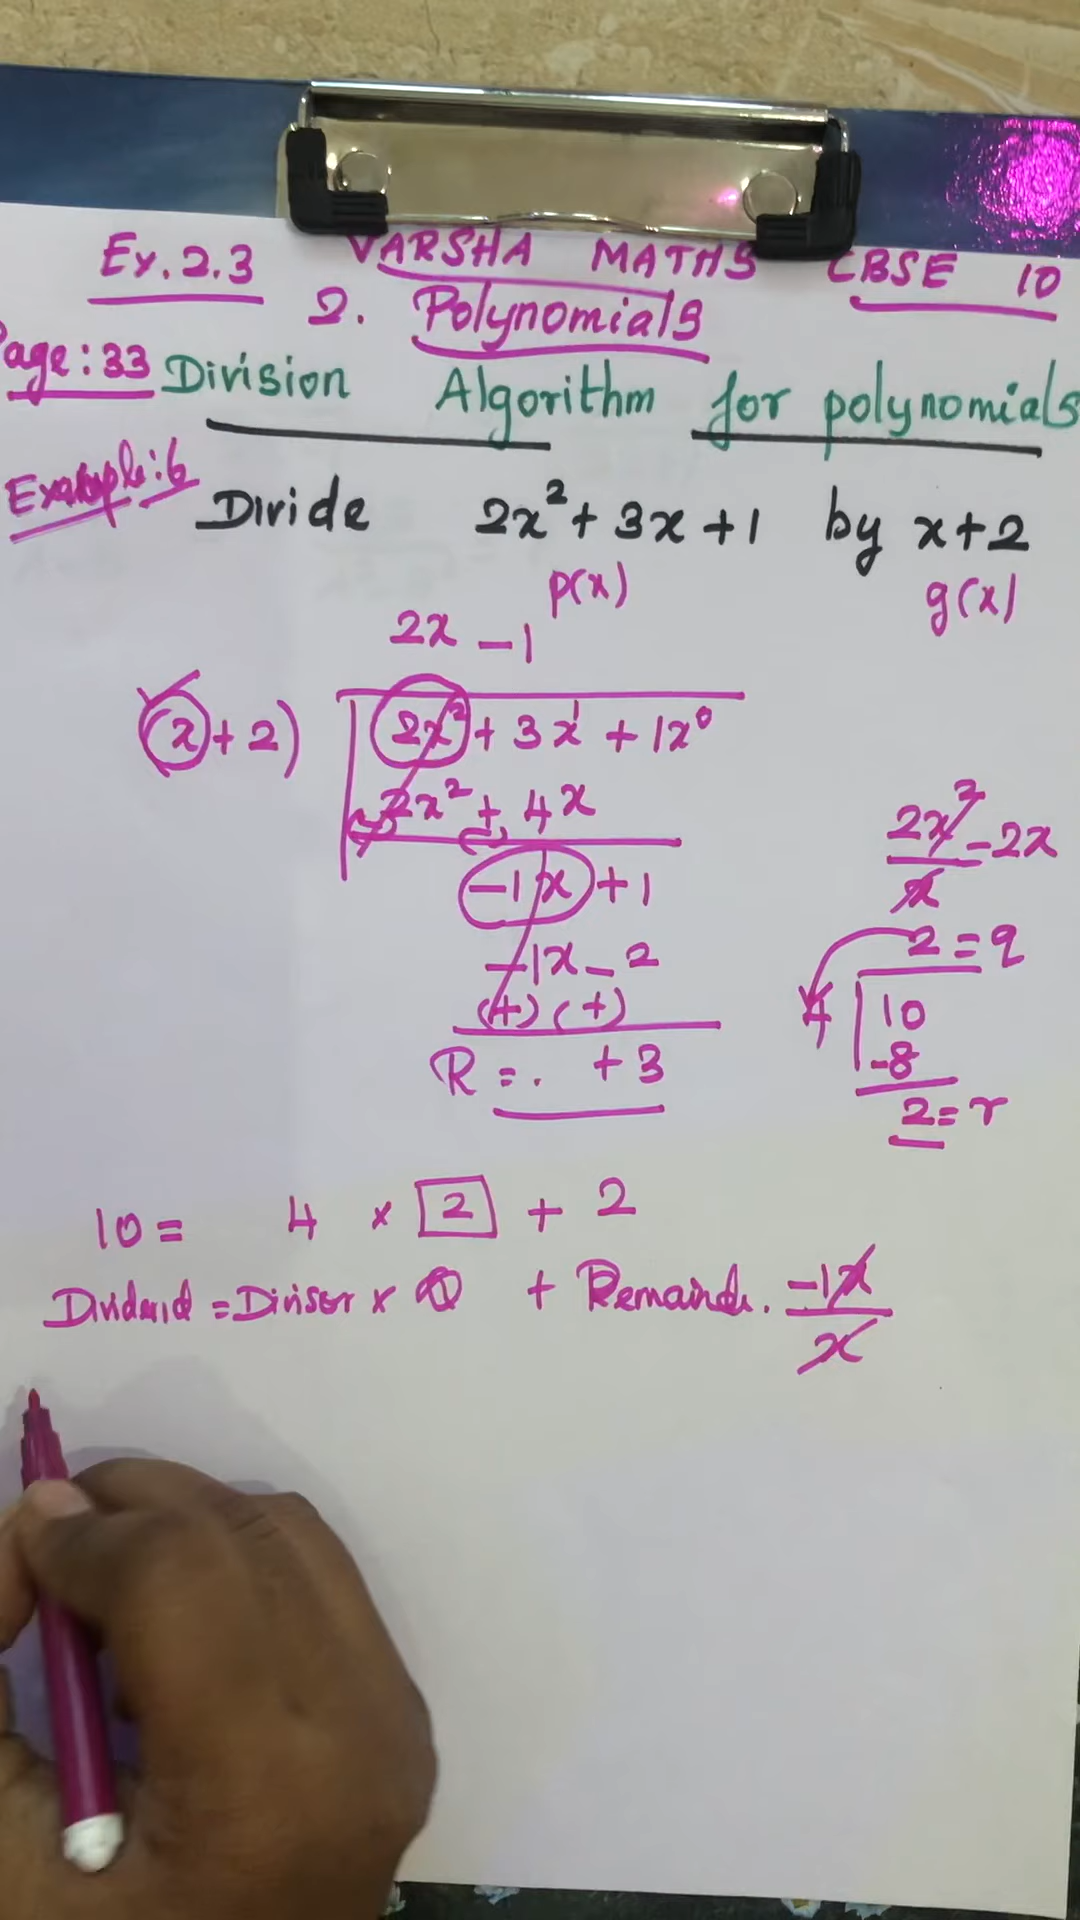 Ex.2.3 VARSHA MATHS CBSE 10
2. Polynomials
Page:33 Division Algorithm for polynomials
Example:6 Divide 2x²+3x+1 by x+2
p(x) g(x)
2x -1
x+2) 2x²+3x¹+1x⁰
2x²+4x
(-) (-)
-1x+1
-1x-2
(+) (+)
R=. +3
2x²
x
-2x
2=q
4 10
-8
2=r
10= 4 × 2 + 2
Dividend =Divisor × Q + Remainde.
-1x
x